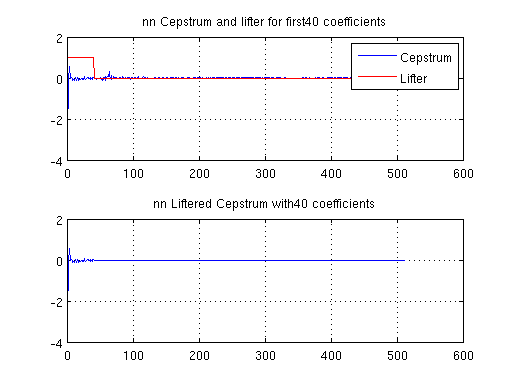 nn Cepstrum and lifter for first40 coefficients
2
0
-2
-4
0 100 200 300 400 500 600
Cepstrum
Lifter
nn Liftered Cepstrum with40 coefficients
2
0
-2
-4
0 100 200 300 400 500 600